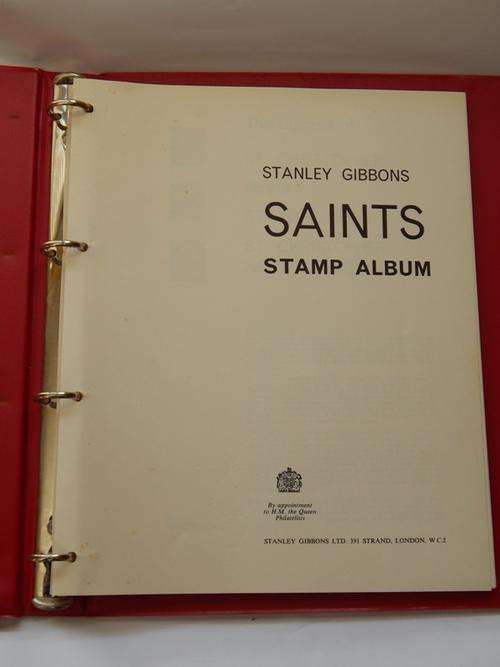 STANLEY GIBBONS
SAINTS
STAMP ALBUM
By appointment
to H.M. the Queen
Philatelists
STANLEY GIBBONS LTD. 391 STRAND, LONDON, W.C.2